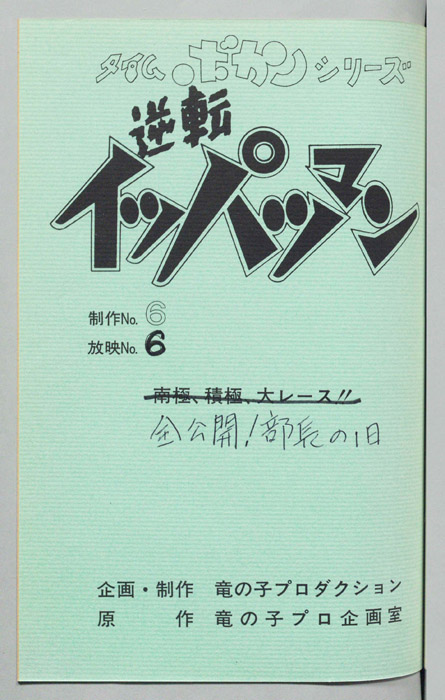 タイムボカンシリーズ
逆転
イッパツマン
制作No. 6
放映No. 6
南極、積極、大レース!!
全公開!部長の1日
企画・制作 竜の子プロダクション
原 作 竜の子プロ企画室